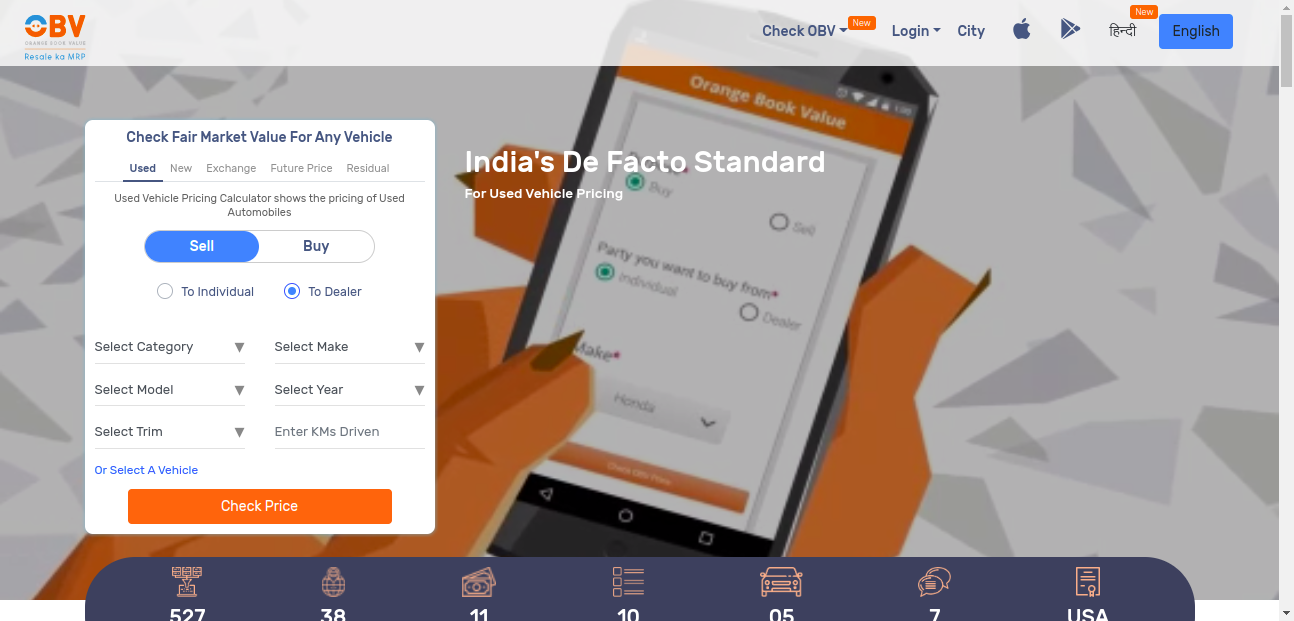 OBV
ORANGE BOOK VALUE
Resale ka MRP
Check OBV
New
Login
City
New
हिन्दी
English
Check Fair Market Value For Any Vehicle
Used New Exchange Future Price Residual
Used Vehicle Pricing Calculator shows the pricing of Used
Automobiles
Sell Buy
To Individual To Dealer
Select Category Select Make
Select Model Select Year
Select Trim Enter KMs Driven
Or Select A Vehicle
Check Price
India's De Facto Standard
For Used Vehicle Pricing
Orange Book Value
Buy
Sell
Party you want to buy from*
Individual
Dealer
Make*
Honda
Check OBV Price
527 38 11 10 05 7 USA